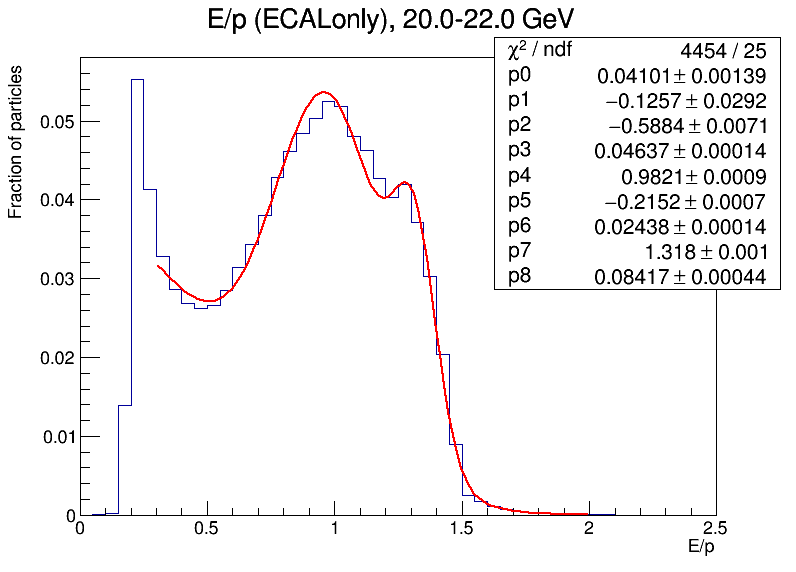 E/p (ECALonly), 20.0-22.0 GeV
χ² / ndf 4454 / 25
p0 0.04101 ± 0.00139
p1 −0.1257 ± 0.0292
p2 −0.5884 ± 0.0071
p3 0.04637 ± 0.00014
p4 0.9821 ± 0.0009
p5 −0.2152 ± 0.0007
p6 0.02438 ± 0.00014
p7 1.318 ± 0.001
p8 0.08417 ± 0.00044
Fraction of particles
0.05
0.04
0.03
0.02
0.01
0
0 0.5 1 1.5 2 2.5
E/p